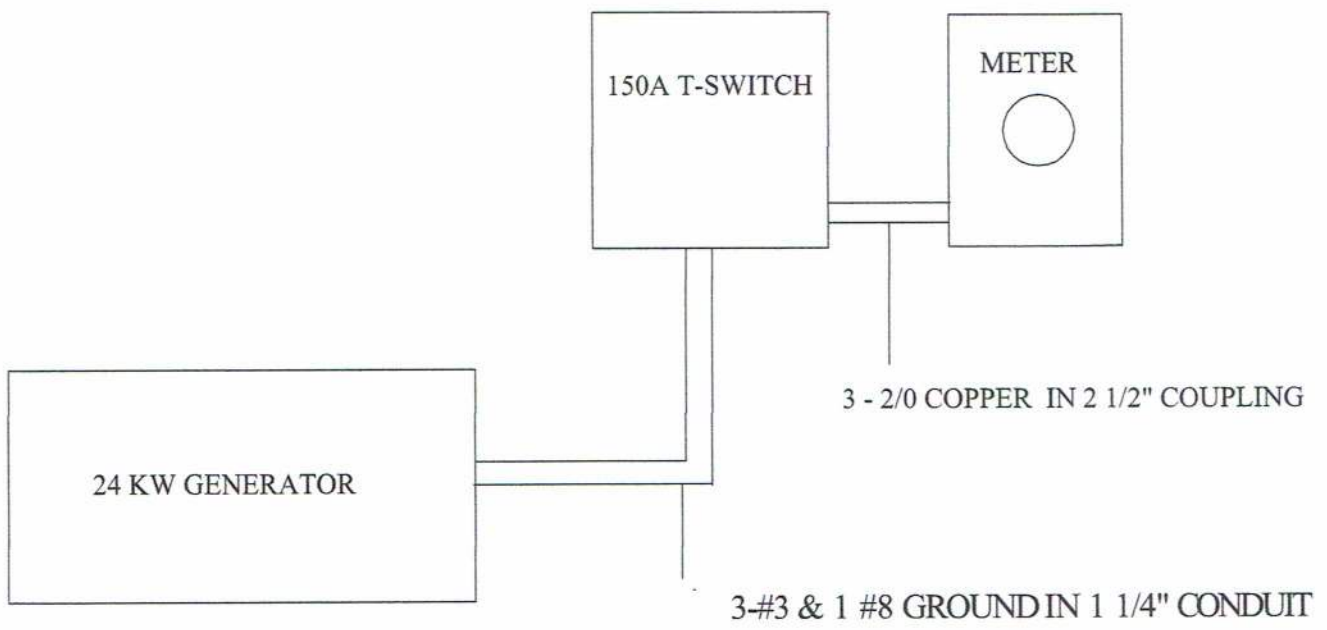 150A T-SWITCH
METER
3 - 2/0 COPPER IN 2 1/2" COUPLING
24 KW GENERATOR
3-#3 & 1 #8 GROUND IN 1 1/4" CONDUIT